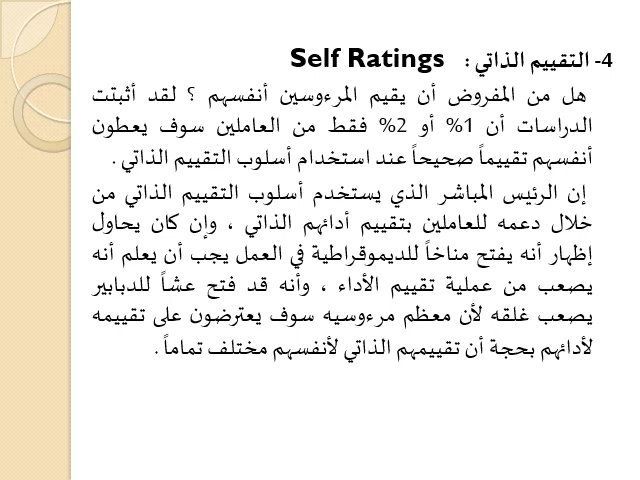 4- التقييم الذاتي : Self Ratings
هل من المفروض أن يقيم المرءوسين أنفسهم ؟ لقد أثبتت
الدراسات أن 1% أو 2% فقط من العاملين سوف يعطون
أنفسهم تقييماً صحيحاً عند استخدام أسلوب التقييم الذاتي .
إن الرئيس المباشر الذي يستخدم أسلوب التقييم الذاتي من
خلال دعمه للعاملين بتقييم أدائهم الذاتي ، وإن كان يحاول
إظهار أنه يفتح مناخاً للديموقراطية في العمل يجب أن يعلم أنه
يصعب من عملية تقييم الأداء ، وأنه قد فتح عشاً للدبابير
يصعب غلقه لأن معظم مرءوسيه سوف يعترضون على تقييمه
لأدائهم بحجة أن تقييمهم الذاتي لأنفسهم مختلف تماماً .